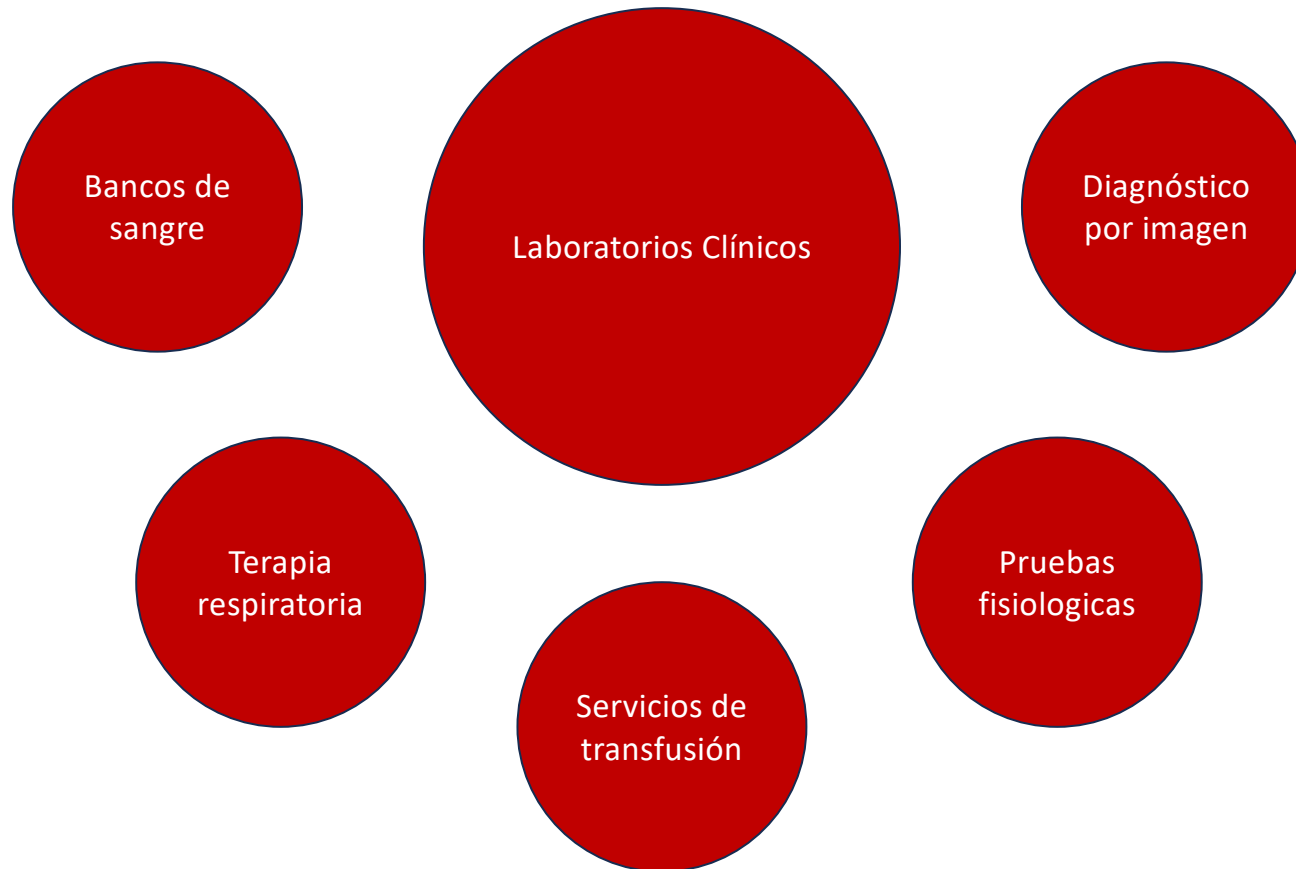 Bancos de
sangre
Laboratorios Clínicos
Diagnóstico
por imagen
Terapia
respiratoria
Pruebas
fisiologicas
Servicios de
transfusión